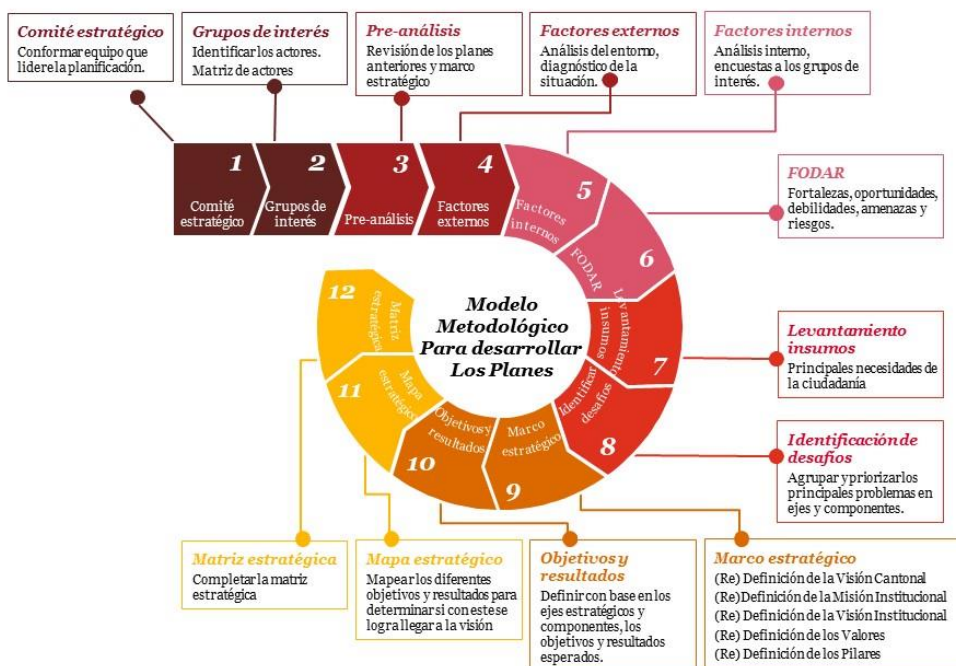 Comité estratégico
Conformar equipo que
lidere la planificación.
Grupos de interés
Identificar los actores.
Matriz de actores
Pre-análisis
Revisión de los planes
anteriores y marco
estratégico
Factores externos
Análisis del entorno,
diagnóstico de la
situación.
Factores internos
Análisis interno,
encuestas a los grupos de
interés.
1
Comité
estratégico
2
Grupos de
interés
3
Pre-análisis
4
Factores
externos
5
Factores
internos
6
FODAR
7
Levantamiento
insumos
8
Identificar
desafíos
9
Marco
estratégico
10
Objetivos y
resultados
11
Mapa
estratégico
12
Matriz
estratégica
Modelo
Metodológico
Para desarrollar
Los Planes
FODAR
Fortalezas, oportunidades,
debilidades, amenazas y
riesgos.
Levantamiento
insumos
Principales necesidades de
la ciudadanía
Identificación de
desafíos
Agrupar y priorizar los
principales problemas en
ejes y componentes.
Matriz estratégica
Completar la matriz
estratégica
Mapa estratégico
Mapear los diferentes
objetivos y resultados para
determinar si con este se
logra llegar a la visión
Objetivos y
resultados
Definir con base en los
ejes estratégicos y
componentes, los
objetivos y resultados
esperados.
Marco estratégico
(Re) Definición de la Visión Cantonal
(Re) Definición de la Misión Institucional
(Re) Definición de la Visión Institucional
(Re) Definición de los Valores
(Re) Definición de los Pilares